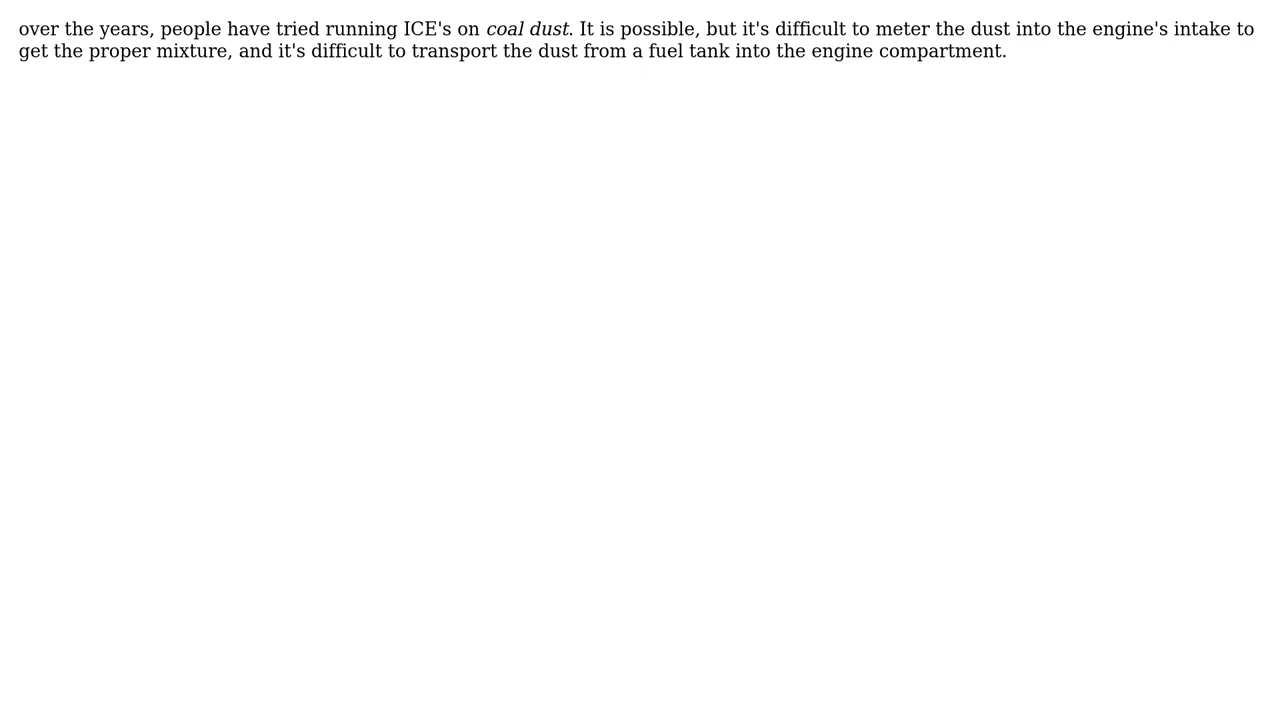 over the years, people have tried running ICE's on coal dust. It is possible, but it's difficult to meter the dust into the engine's intake to
get the proper mixture, and it's difficult to transport the dust from a fuel tank into the engine compartment.